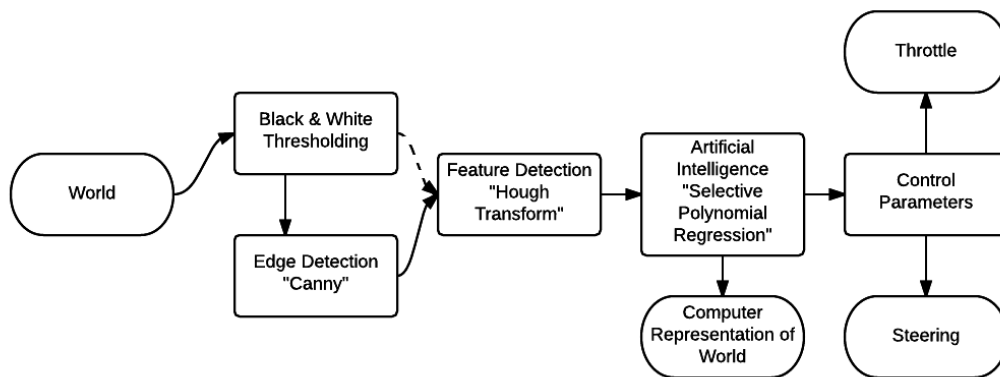 World
Black & White
Thresholding
Edge Detection
"Canny"
Feature Detection
"Hough
Transform"
Artificial
Intelligence
"Selective
Polynomial
Regression"
Computer
Representation of
World
Control
Parameters
Throttle
Steering